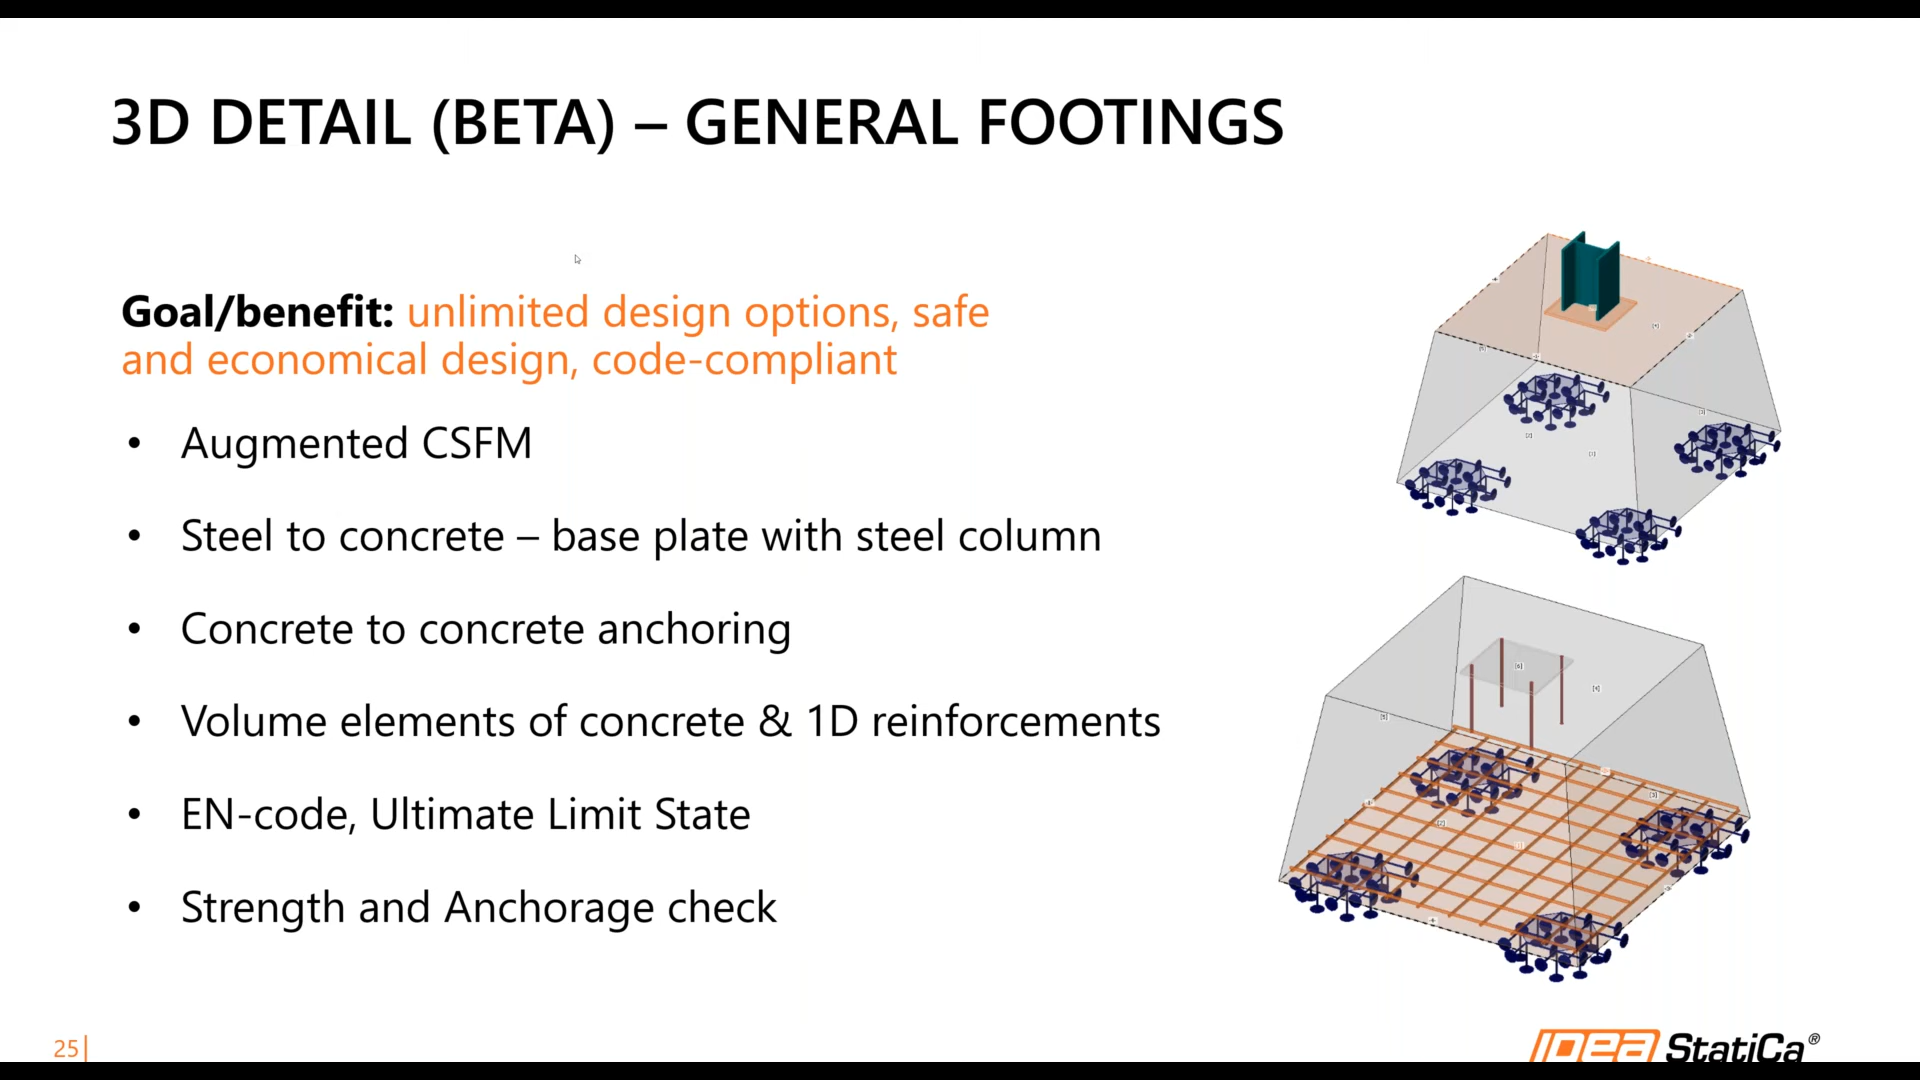 3D DETAIL (BETA) – GENERAL FOOTINGS
Goal/benefit: unlimited design options, safe
and economical design, code-compliant
• Augmented CSFM
• Steel to concrete – base plate with steel column
• Concrete to concrete anchoring
• Volume elements of concrete & 1D reinforcements
• EN-code, Ultimate Limit State
• Strength and Anchorage check
25
IDEA StatiCa®